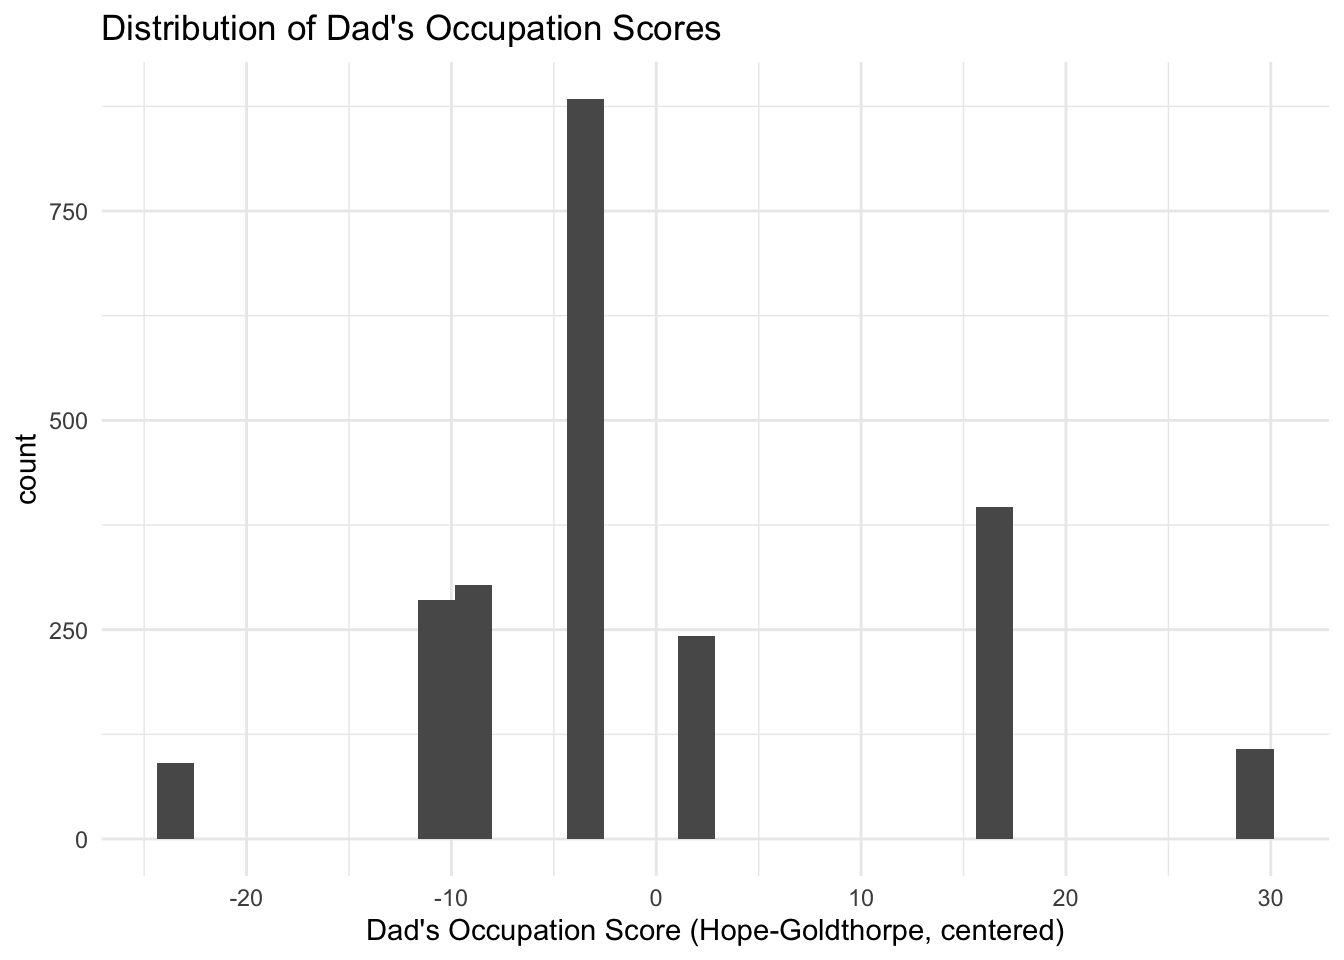 Distribution of Dad's Occupation Scores
750
500
250
0
count
-20 -10 0 10 20 30
Dad's Occupation Score (Hope-Goldthorpe, centered)